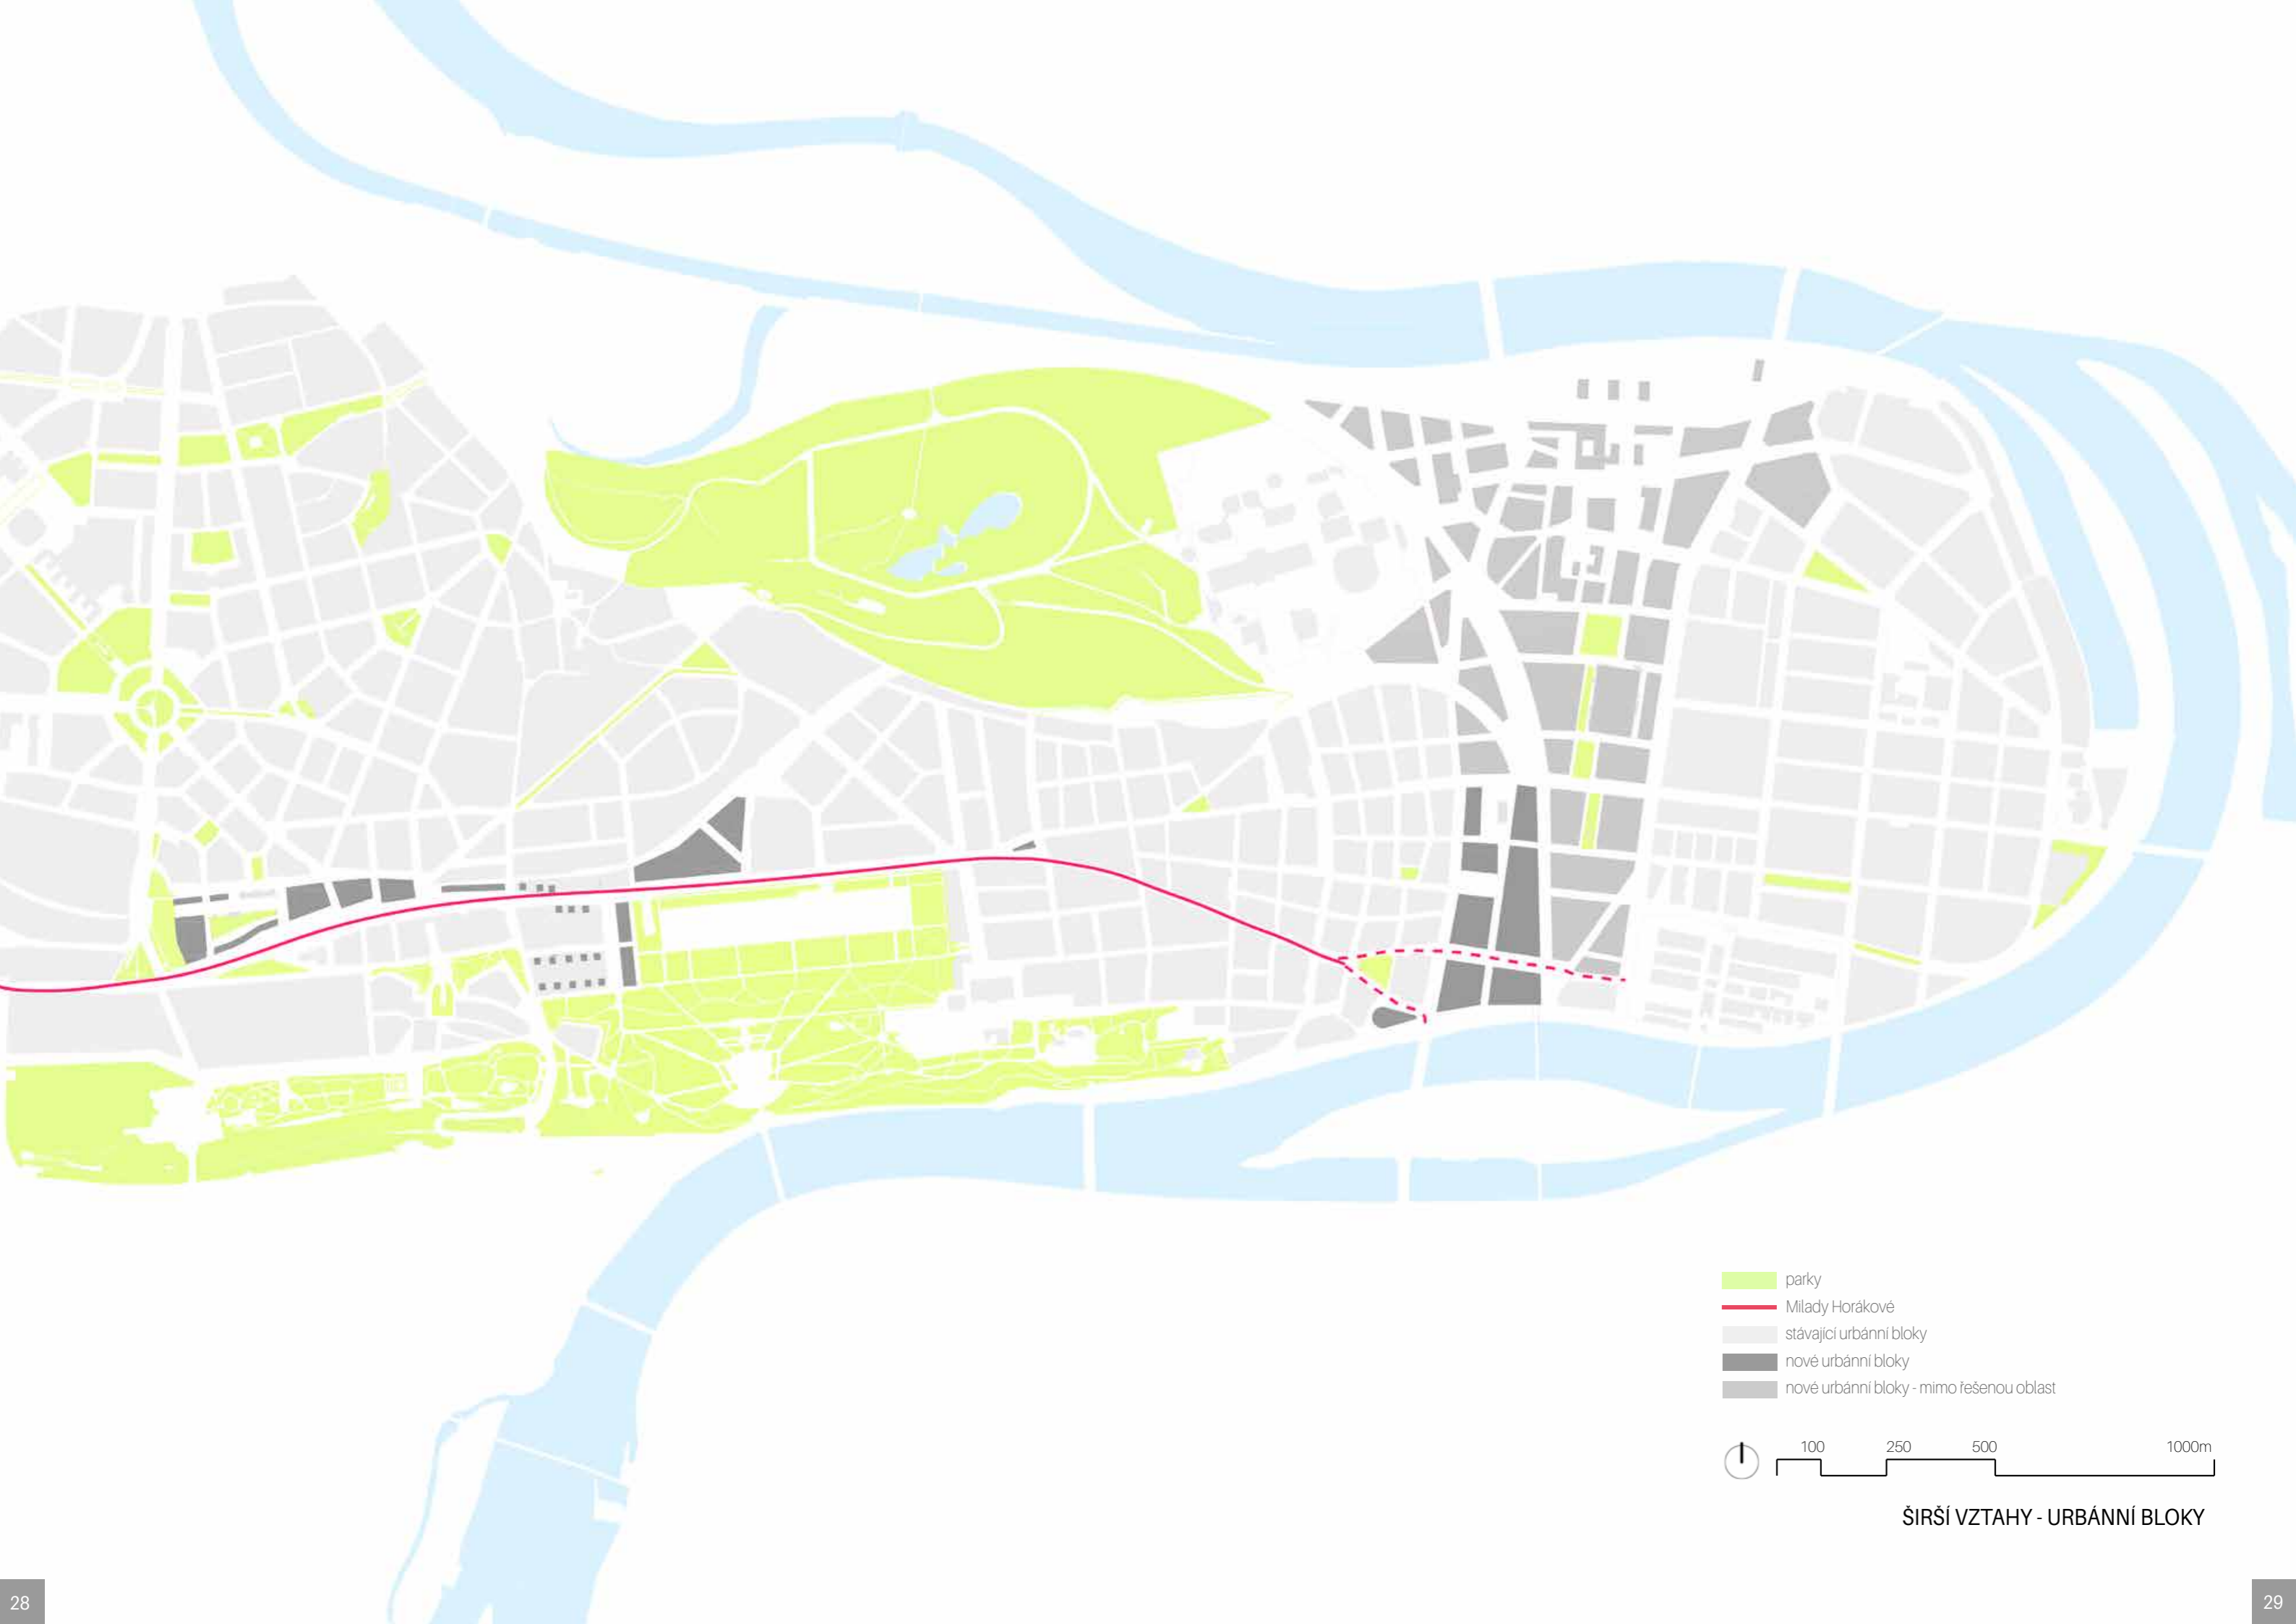 parky
Milady Horákové
stávající urbánní bloky
nové urbánní bloky
nové urbánní bloky - mimo řešenou oblast
100 250 500 1000m
ŠIRŠÍ VZTAHY - URBÁNNÍ BLOKY
28
29